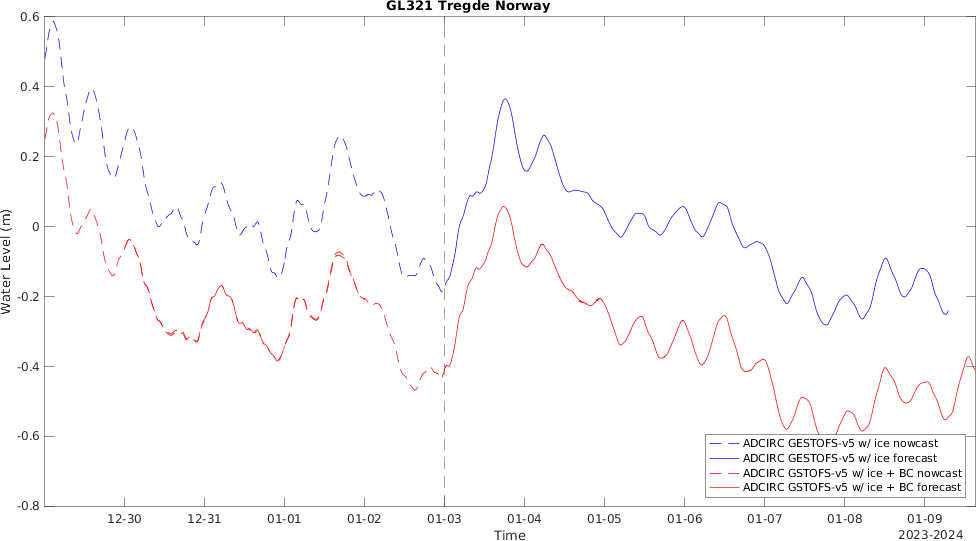 GL321 Tregde Norway
Water Level (m)
0.6
0.4
0.2
0
-0.2
-0.4
-0.6
-0.8
ADCIRC GESTOFS-v5 w/ ice nowcast
ADCIRC GESTOFS-v5 w/ ice forecast
ADCIRC GSTOFS-v5 w/ ice + BC nowcast
ADCIRC GSTOFS-v5 w/ ice + BC forecast
12-30 12-31 01-01 01-02 01-03 01-04 01-05 01-06 01-07 01-08 01-09
Time
2023-2024